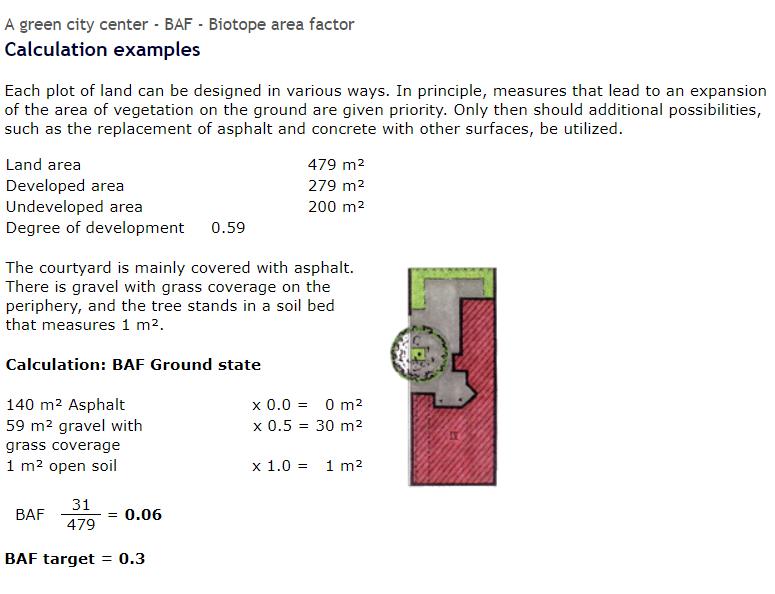 A green city center - BAF - Biotope area factor
Calculation examples
Each plot of land can be designed in various ways. In principle, measures that lead to an expansion
of the area of vegetation on the ground are given priority. Only then should additional possibilities,
such as the replacement of asphalt and concrete with other surfaces, be utilized.
Land area 479 m²
Developed area 279 m²
Undeveloped area 200 m²
Degree of development 0.59
The courtyard is mainly covered with asphalt.
There is gravel with grass coverage on the
periphery, and the tree stands in a soil bed
that measures 1 m².
Calculation: BAF Ground state
140 m² Asphalt x 0.0 = 0 m²
59 m² gravel with x 0.5 = 30 m²
grass coverage
1 m² open soil x 1.0 = 1 m²
31
BAF = 0.06
479
BAF target = 0.3
IV